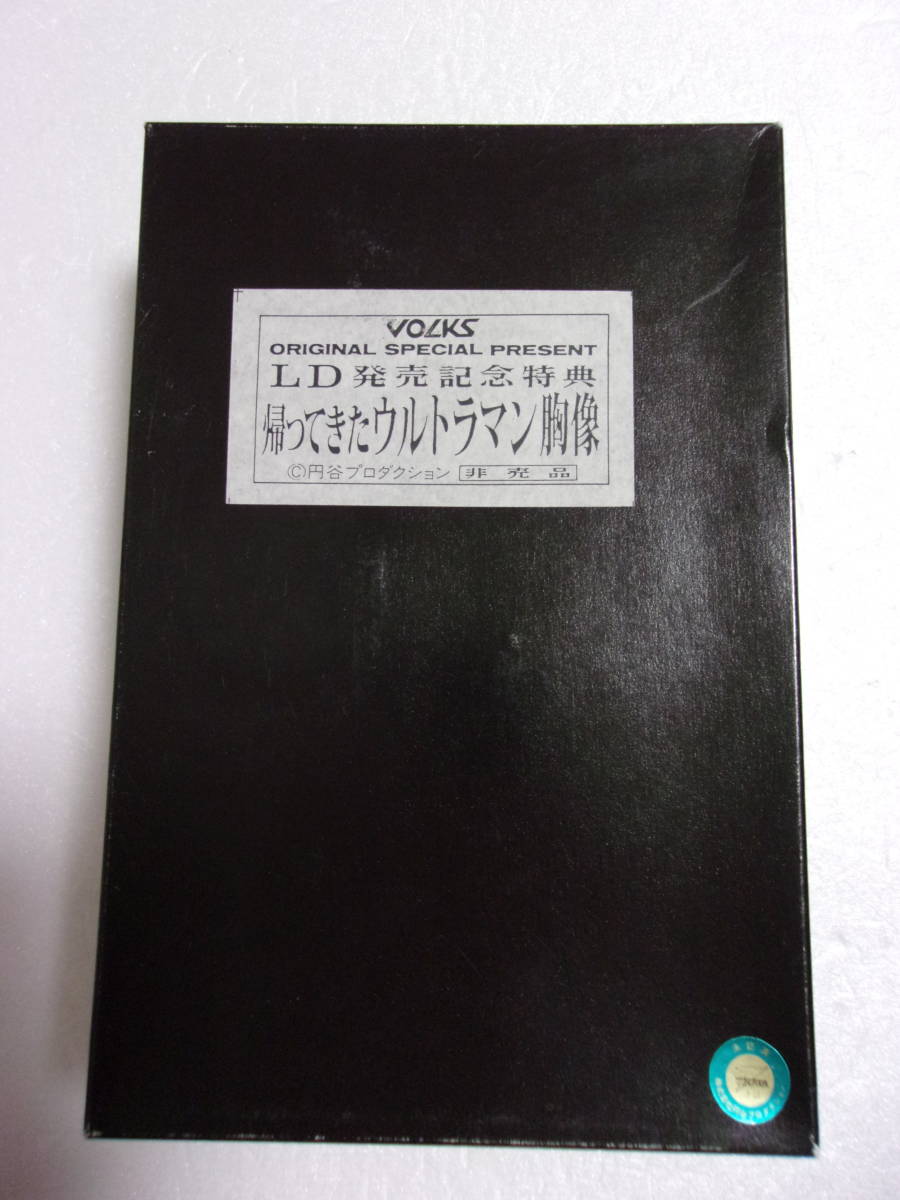 VOLKS
ORIGINAL SPECIAL PRESENT
LD発売記念特典
帰ってきたウルトラマン胸像
©円谷プロダクション 非売品